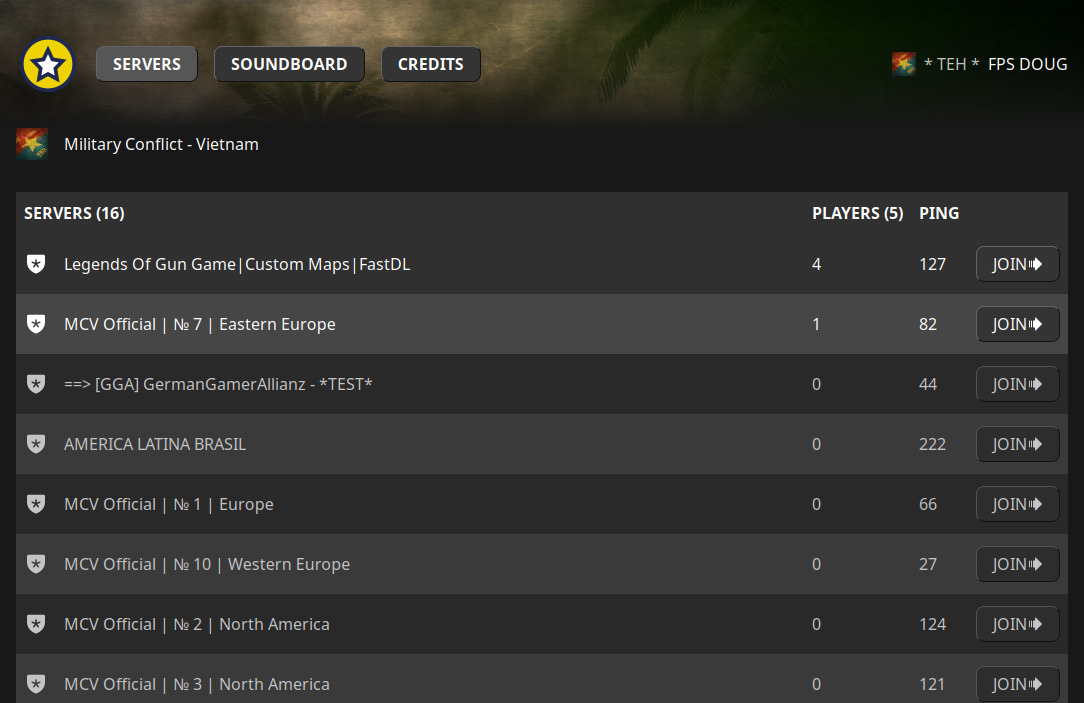 SERVERS SOUNDBOARD CREDITS * TEH * FPS DOUG
Military Conflict - Vietnam
SERVERS (16) PLAYERS (5) PING
Legends Of Gun Game|Custom Maps|FastDL 4 127 JOIN
MCV Official | № 7 | Eastern Europe 1 82 JOIN
==> [GGA] GermanGamerAllianz - *TEST* 0 44 JOIN
AMERICA LATINA BRASIL 0 222 JOIN
MCV Official | № 1 | Europe 0 66 JOIN
MCV Official | № 10 | Western Europe 0 27 JOIN
MCV Official | № 2 | North America 0 124 JOIN
MCV Official | № 3 | North America 0 121 JOIN